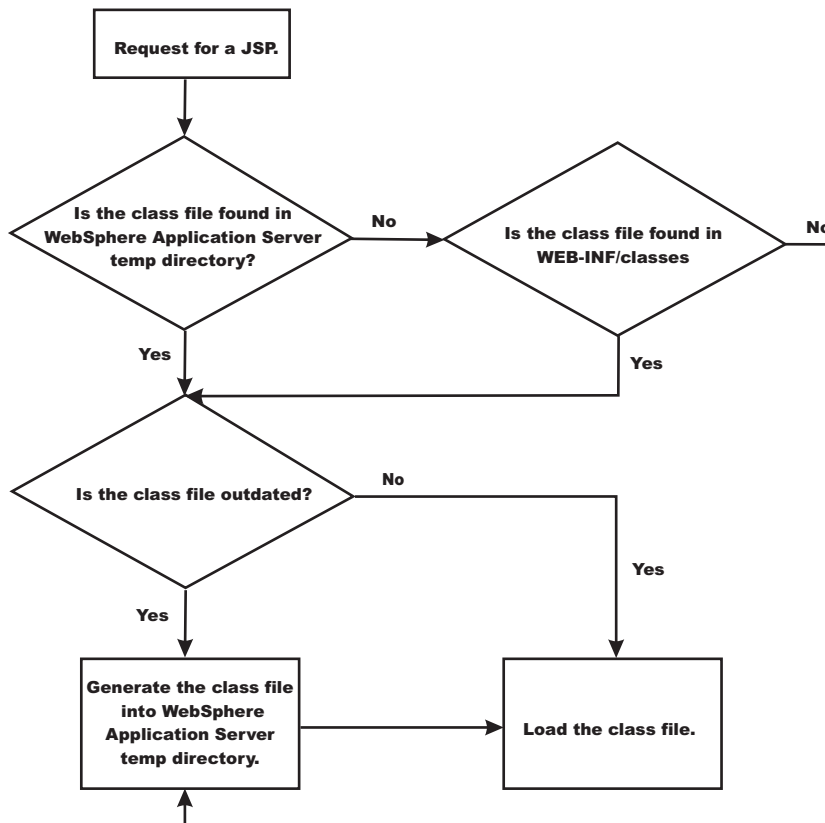 Request for a JSP.
Is the class file found in
WebSphere Application Server
temp directory?
No
Is the class file found in
WEB-INF/classes
No
Yes
Yes
Is the class file outdated?
No
Yes
Yes
Generate the class file
into WebSphere
Application Server
temp directory.
Load the class file.